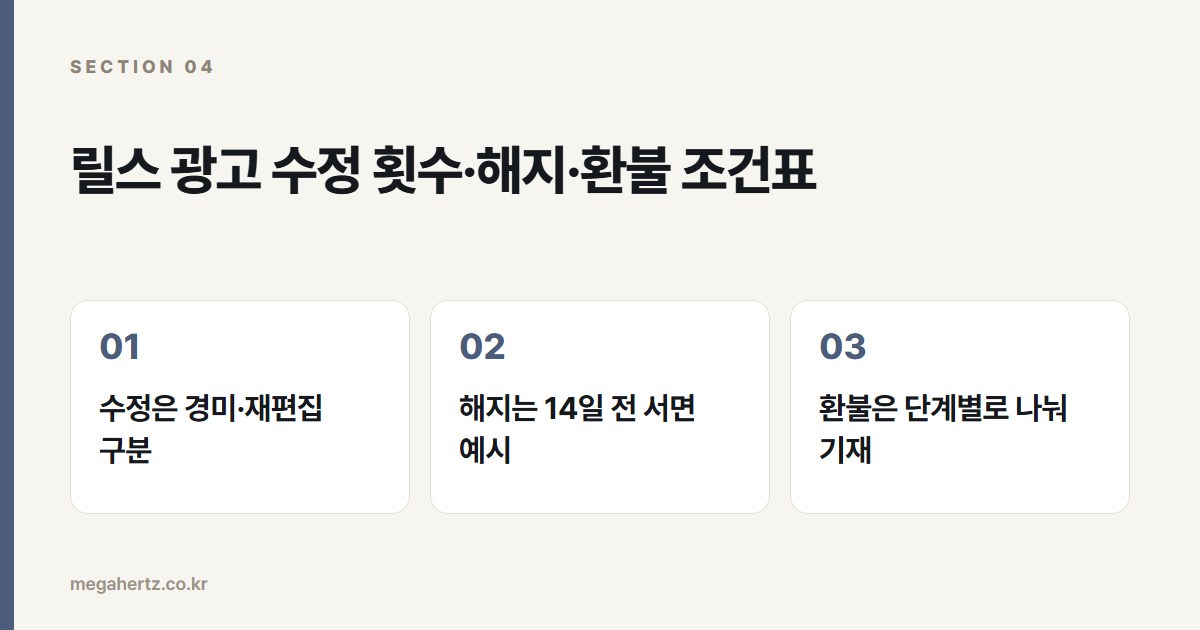 SECTION 04
릴스 광고 수정 횟수·해지·환불 조건표
01
수정은 경미·재편집
구분
02
해지는 14일 전 서면
예시
03
환불은 단계별로 나눠
기재
megahertz.co.kr